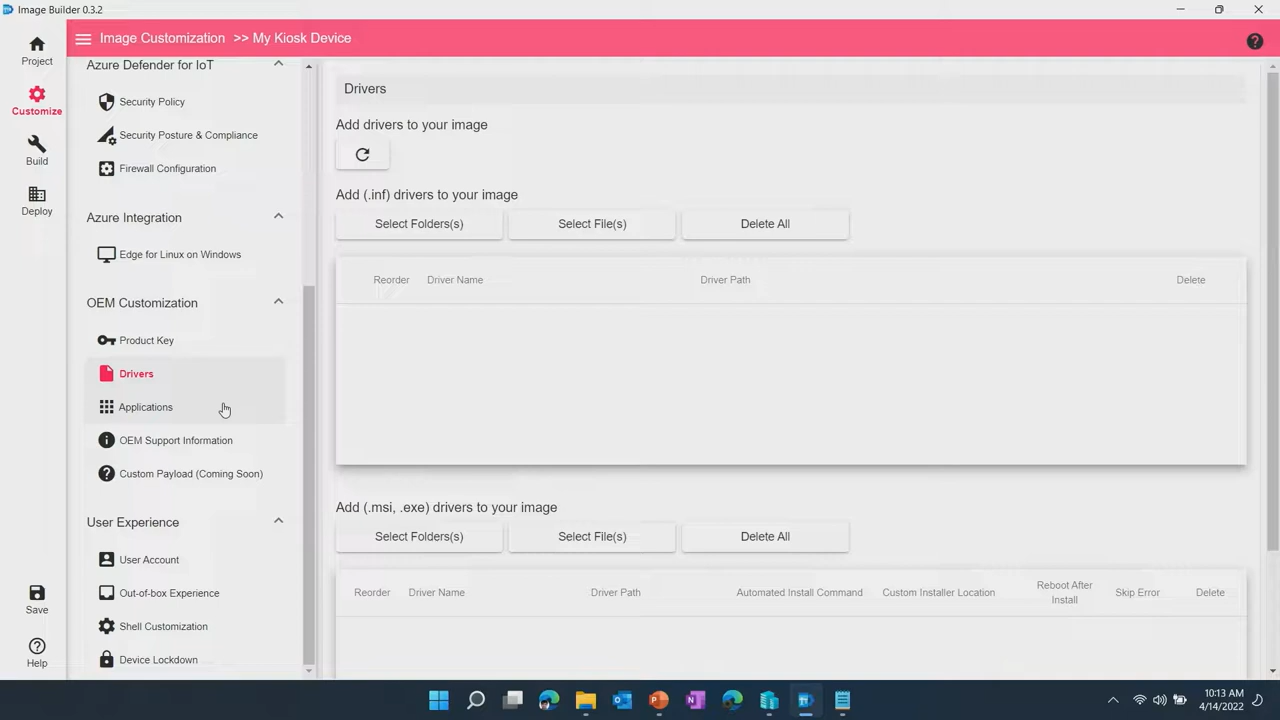 Image Builder 0.3.2
Image Customization >> My Kiosk Device
Project
Customize
Build
Deploy
Save
Help
Azure Defender for IoT
Security Policy
Security Posture & Compliance
Firewall Configuration
Azure Integration
Edge for Linux on Windows
OEM Customization
Product Key
Drivers
Applications
OEM Support Information
Custom Payload (Coming Soon)
User Experience
User Account
Out-of-box Experience
Shell Customization
Device Lockdown
Drivers
Add drivers to your image
Add (.inf) drivers to your image
Select Folders(s) Select File(s) Delete All
Reorder Driver Name Driver Path Delete
Add (.msi, .exe) drivers to your image
Select Folders(s) Select File(s) Delete All
Reorder Driver Name Driver Path Automated Install Command Custom Installer Location Reboot After Install Skip Error Delete
10:13 AM
4/14/2022